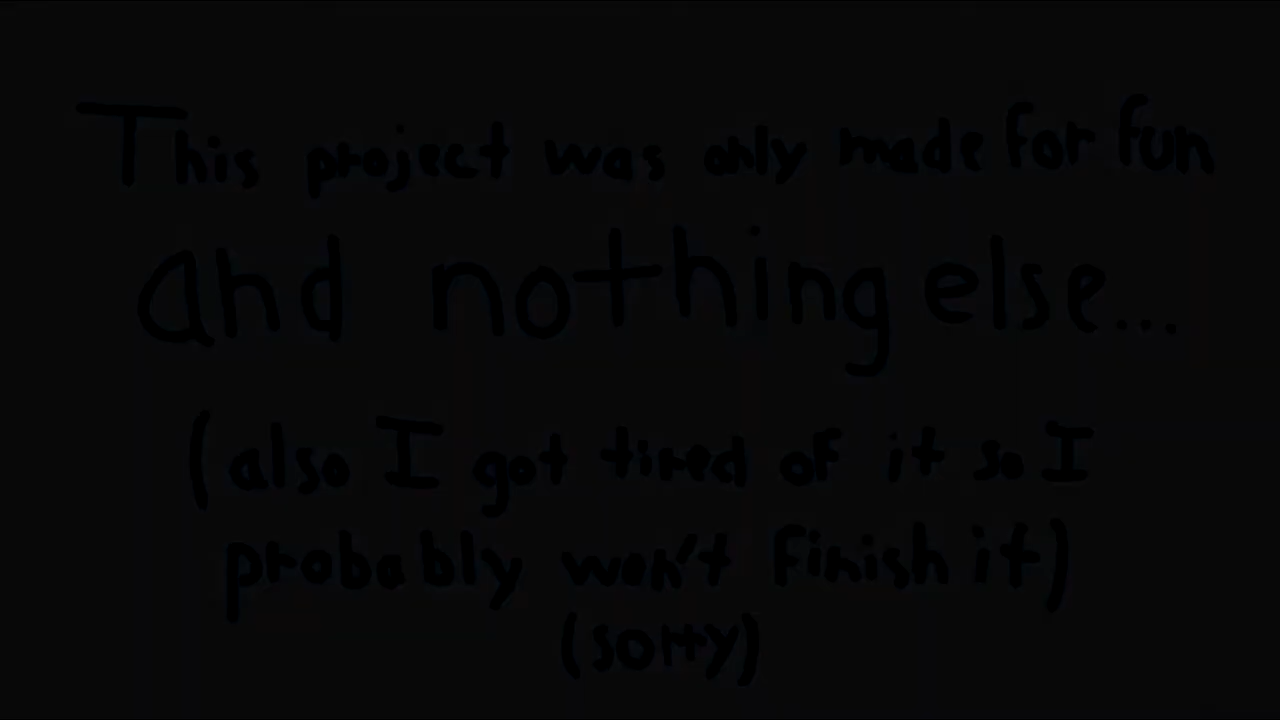 This project was only made for fun
and nothing else...
(also I got tired of it so I
probably won't finish it)
(sorry)